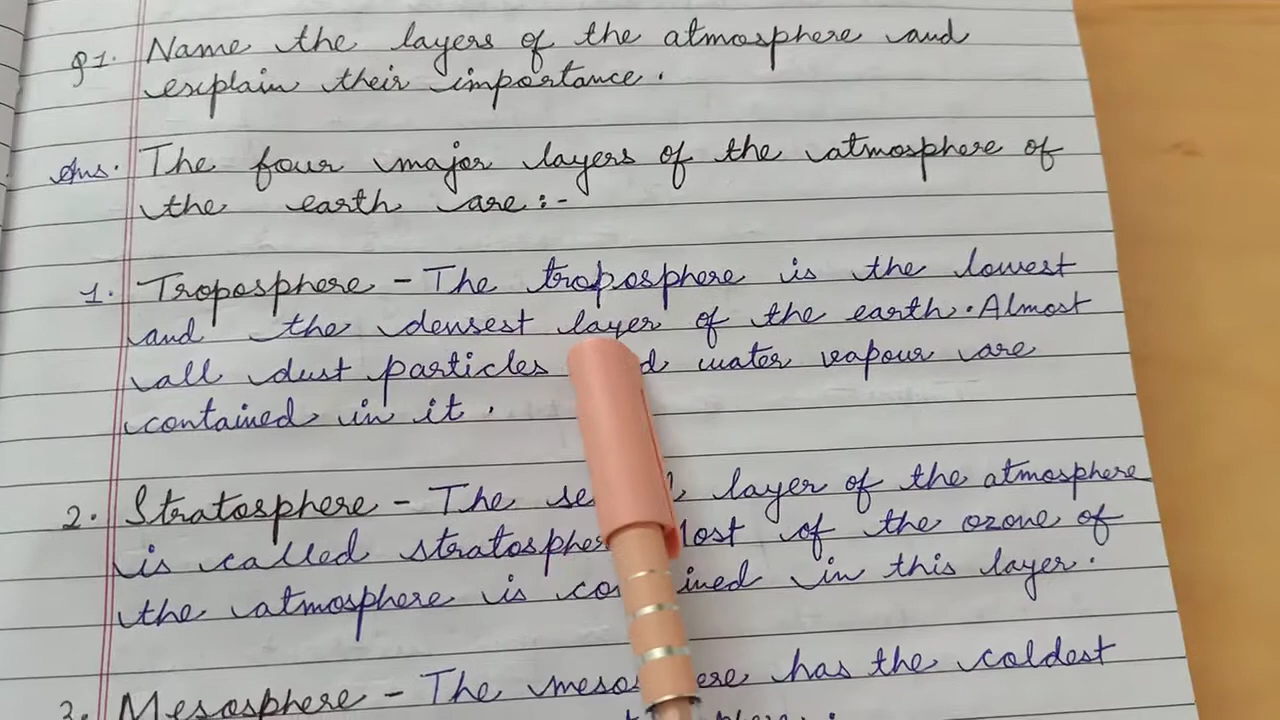 Q1. Name the layers of the atmosphere and
explain their importance.
Ans. The four major layers of the atmosphere of
the earth are:-
1. Troposphere - The troposphere is the lowest
and the densest layer of the earth. Almost
all dust particles water vapour are
contained in it.
2. Stratosphere - The layer of the atmosphere
is called of the ozone of
the atmosphere is in this layer.
3. Mesosphere - The has the coldest